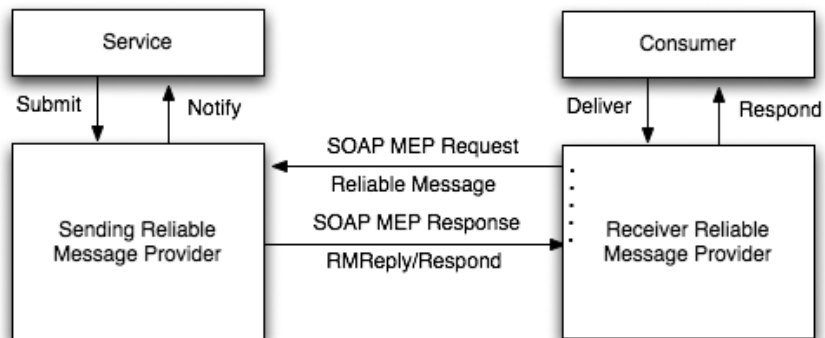 Service
Consumer
Submit
Notify
Deliver
Respond
SOAP MEP Request
Reliable Message
SOAP MEP Response
RMReply/Respond
Sending Reliable
Message Provider
Receiver Reliable
Message Provider